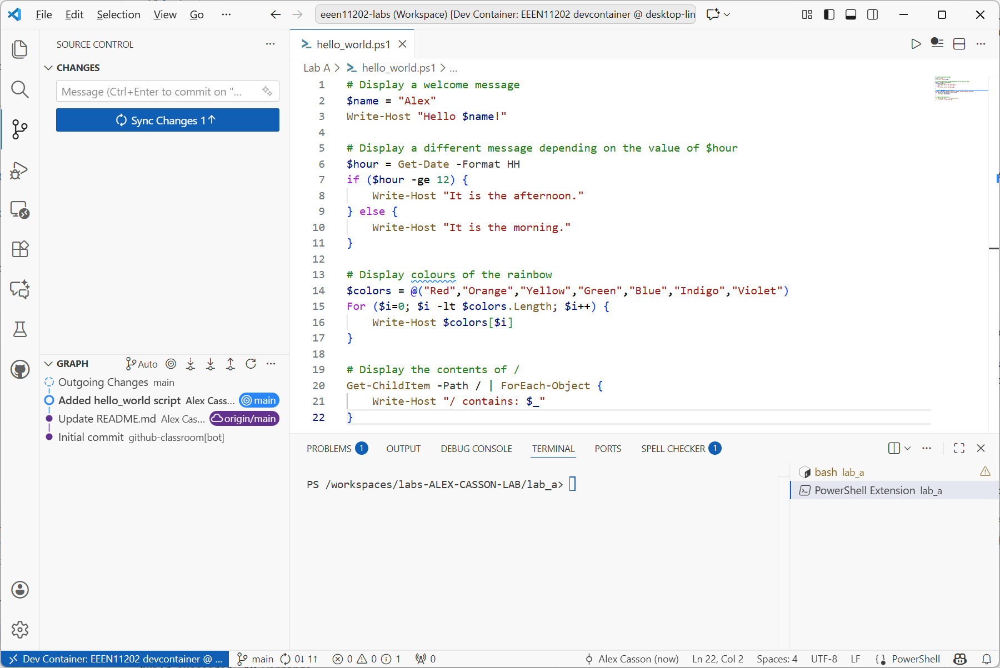 File Edit Selection View Go ··· eeen11202-labs (Workspace) [Dev Container: EEEN11202 devcontainer @ desktop-lin
SOURCE CONTROL
CHANGES
Message (Ctrl+Enter to commit on "...
Sync Changes 1↑
GRAPH Auto
Outgoing Changes main
Added hello_world script Alex Cass... main
Update README.md Alex Cas... origin/main
Initial commit github-classroom[bot]
hello_world.ps1
Lab A > hello_world.ps1 > ...
1 # Display a welcome message
2 $name = "Alex"
3 Write-Host "Hello $name!"
4
5 # Display a different message depending on the value of $hour
6 $hour = Get-Date -Format HH
7 if ($hour -ge 12) {
8 Write-Host "It is the afternoon."
9 } else {
10 Write-Host "It is the morning."
11 }
12
13 # Display colours of the rainbow
14 $colors = @("Red","Orange","Yellow","Green","Blue","Indigo","Violet")
15 For ($i=0; $i -lt $colors.Length; $i++) {
16 Write-Host $colors[$i]
17 }
18
19 # Display the contents of /
20 Get-ChildItem -Path / | ForEach-Object {
21 Write-Host "/ contains: $_"
22 }
PROBLEMS 1 OUTPUT DEBUG CONSOLE TERMINAL PORTS SPELL CHECKER 1
PS /workspaces/labs-ALEX-CASSON-LAB/lab_a>
bash lab_a
PowerShell Extension lab_a
Dev Container: EEEN11202 devcontainer @ ... main 0↓ 1↑ 0 0 1 0 Alex Casson (now) Ln 22, Col 2 Spaces: 4 UTF-8 LF { } PowerShell